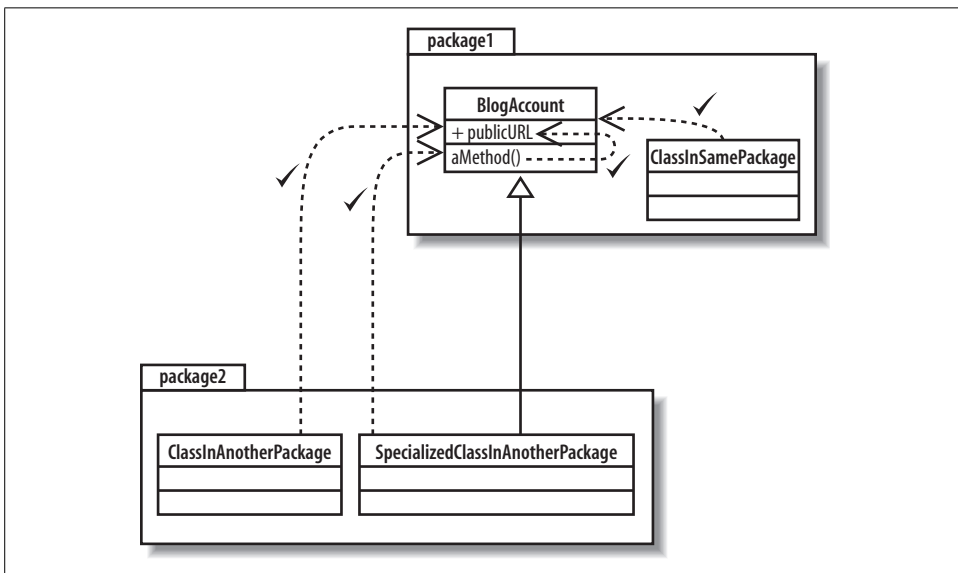 package1
BlogAccount
+ publicURL
aMethod()
ClassInSamePackage
package2
ClassInAnotherPackage
SpecializedClassInAnotherPackage